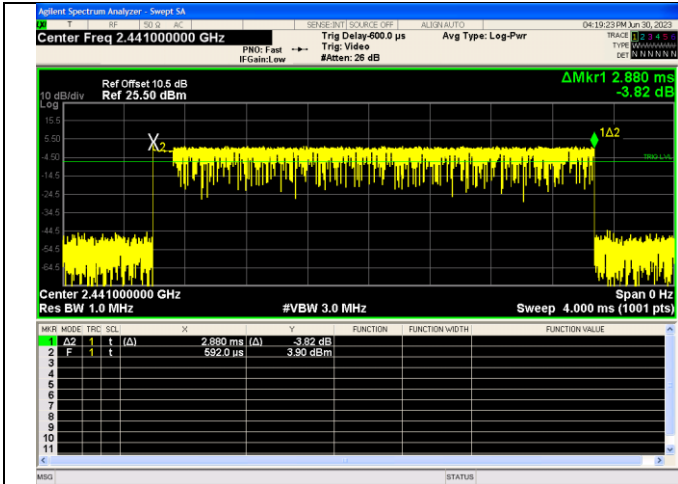 Agilent Spectrum Analyzer - Swept SA
T RF 50 Ω AC SENSE:INT SOURCE OFF ALIGN AUTO 04:19:23 PM Jun 30, 2023
Center Freq 2.441000000 GHz
PNO: Fast
IFGain:Low
Trig Delay-600.0 µs
Trig: Video
#Atten: 26 dB
Avg Type: Log-Pwr
TRACE 1 2 3 4 5 6
TYPE
DET N N N N N N
ΔMkr1 2.880 ms
-3.82 dB
Ref Offset 10.5 dB
10 dB/div Ref 25.50 dBm
Log
15.5
5.50
-4.50
-14.5
-24.5
-34.5
-44.5
-54.5
-64.5
X2
1Δ2
TRIG LVL
Center 2.441000000 GHz Span 0 Hz
Res BW 1.0 MHz #VBW 3.0 MHz Sweep 4.000 ms (1001 pts)
MKR MODE TRC SCL X Y FUNCTION FUNCTION WIDTH FUNCTION VALUE
1 Δ2 1 t (Δ) 2.880 ms (Δ) -3.82 dB
2 F 1 t 592.0 µs 3.90 dBm
3
4
5
6
7
8
9
10
11
MSG STATUS